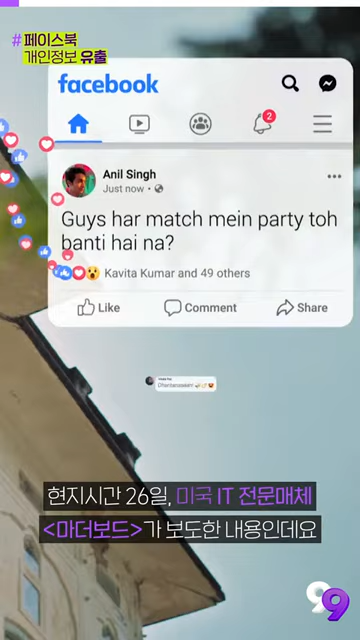 #페이스북
개인정보 유출
facebook
2
Anil Singh
Just now
Guys har match mein party toh
banti hai na?
Kavita Kumar and 49 others
Like Comment Share
현지시간 26일, 미국 IT 전문매체
<마더보드>가 보도한 내용인데요
99